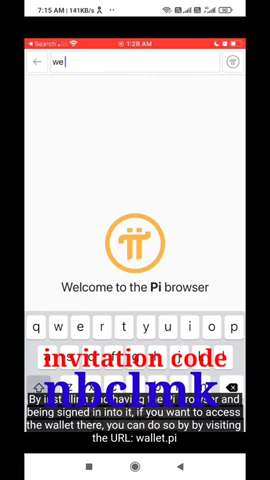 7:15 AM | 141KB/s
Search
1:28 AM
we
Welcome to the Pi browser
q w e r t y u i o p
invitation code
nbclmk
By installing and having the Pi Browser and
being signed in into it, if you want to access
the wallet there, you can do so by by visiting
the URL: wallet.pi